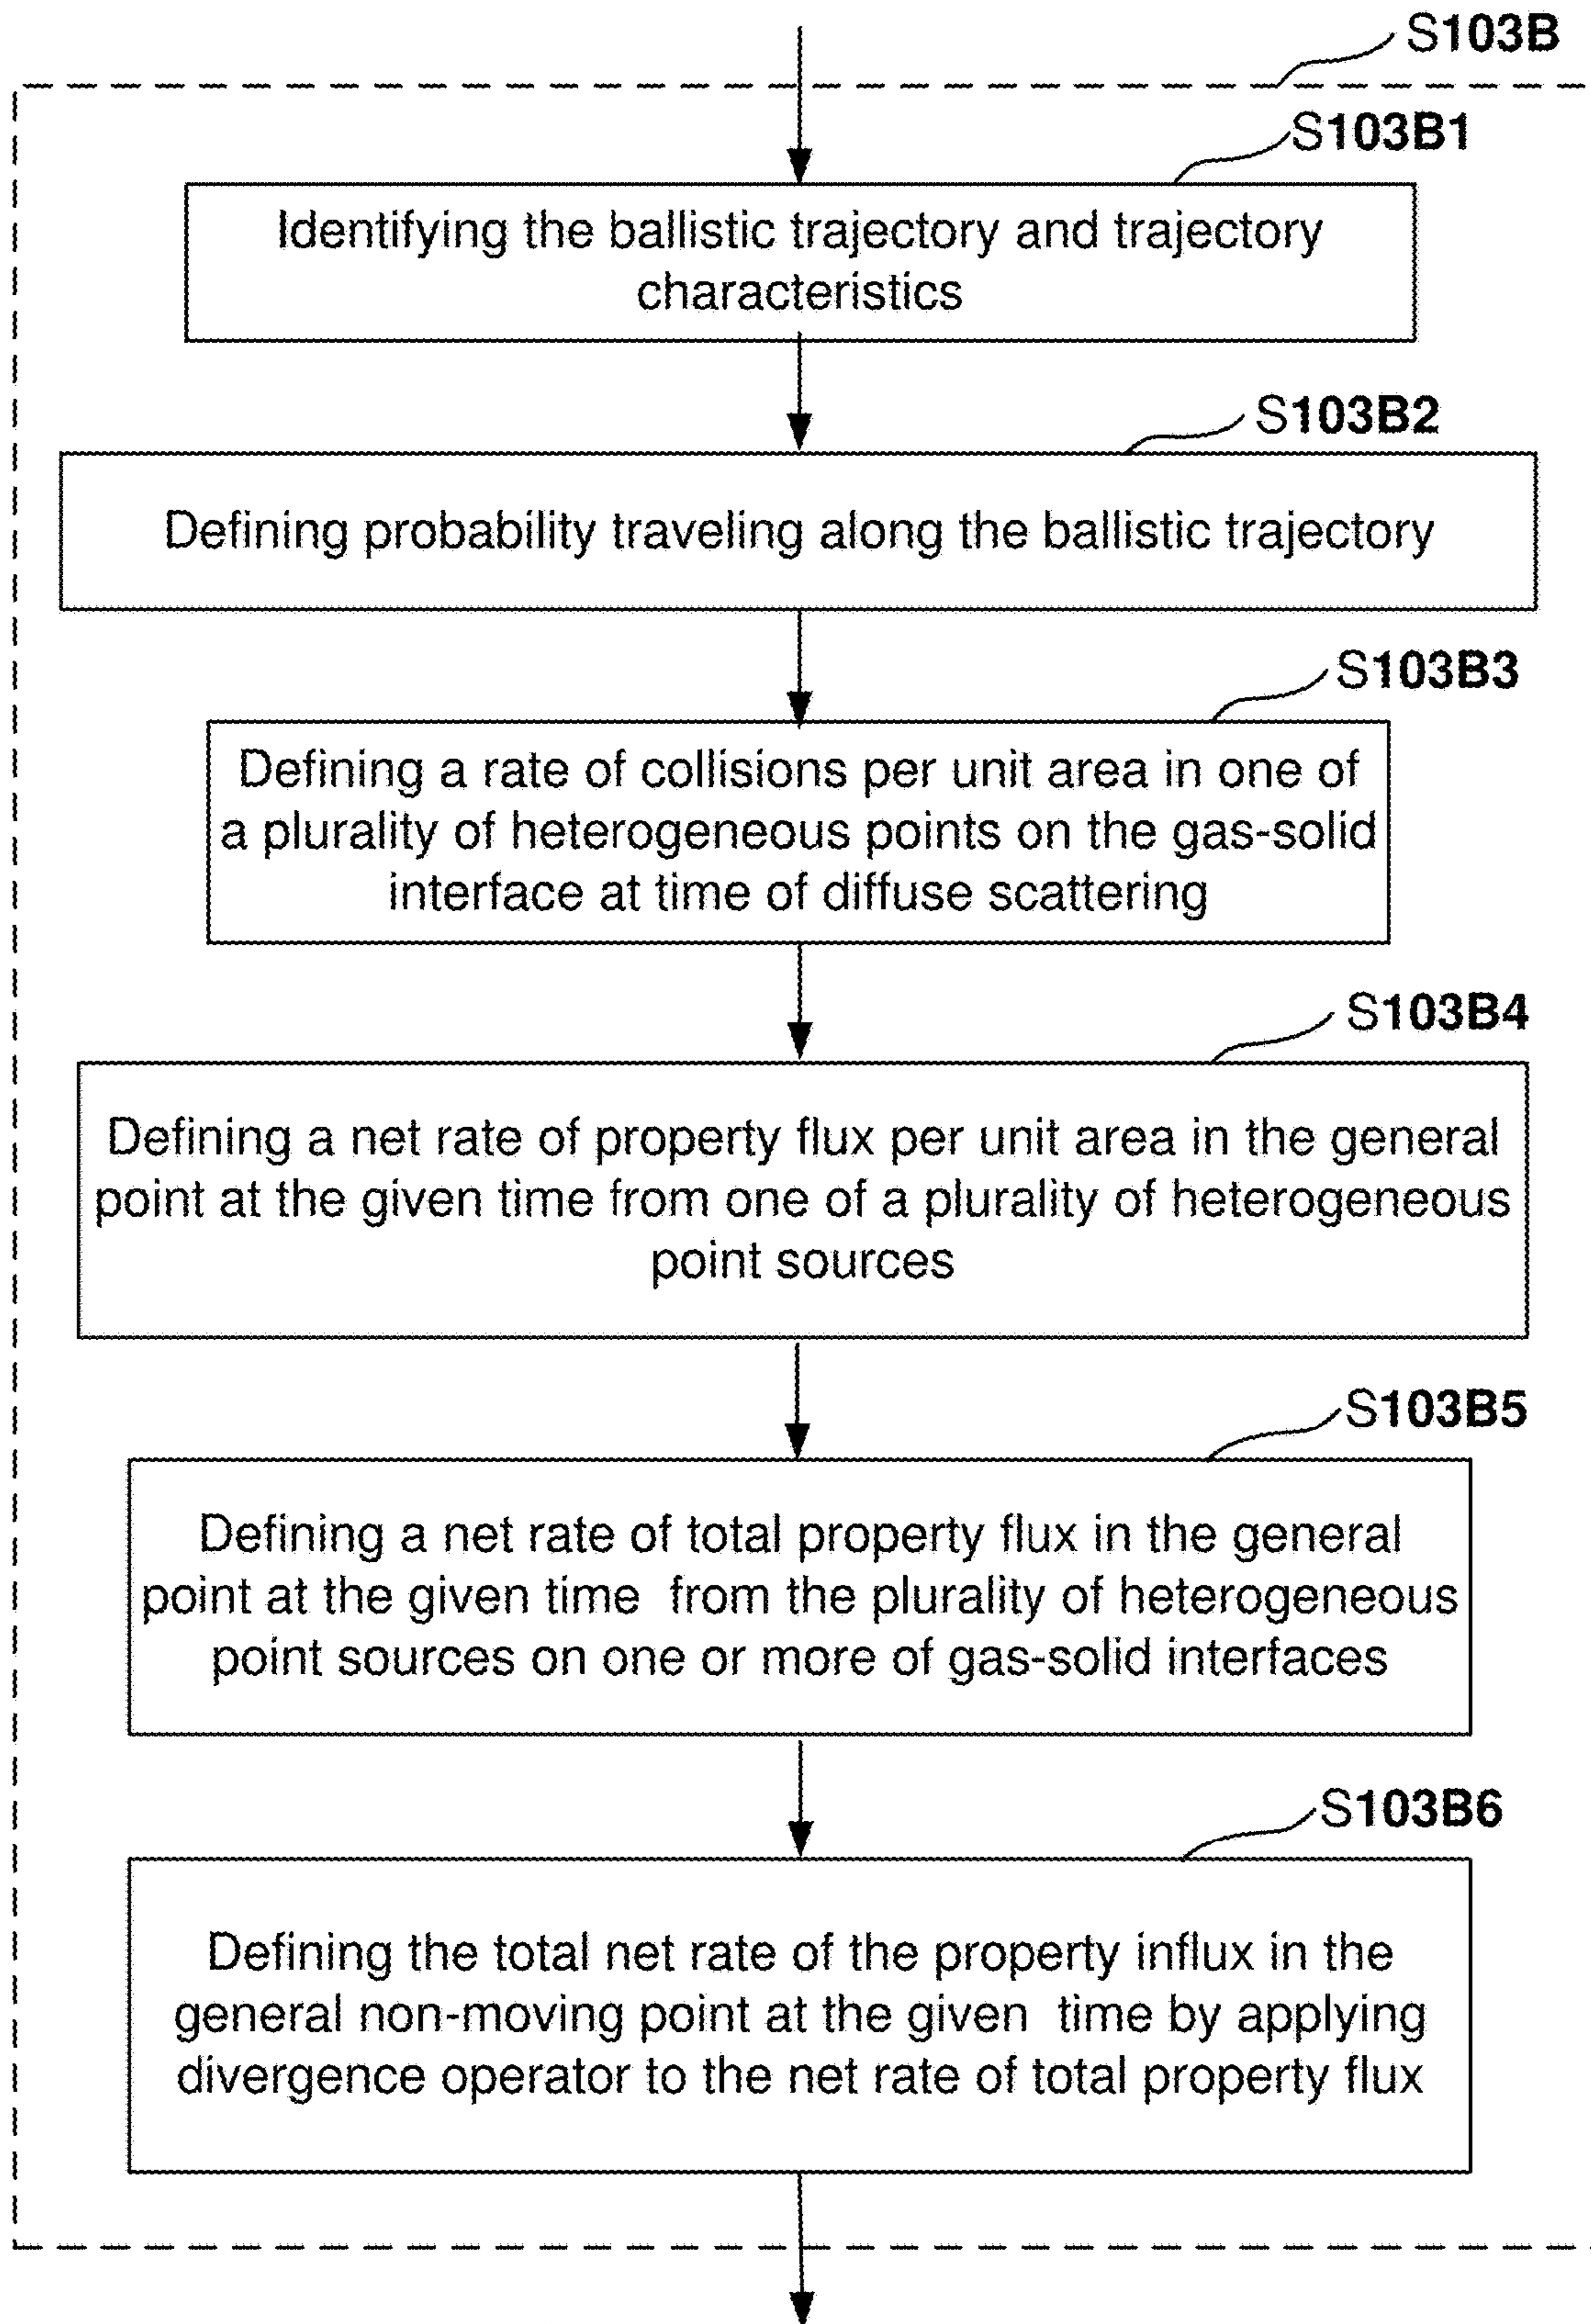 S103B
S103B1
Identifying the ballistic trajectory and trajectory
characteristics
S103B2
Defining probability traveling along the ballistic trajectory
S103B3
Defining a rate of collisions per unit area in one of
a plurality of heterogeneous points on the gas-solid
interface at time of diffuse scattering
S103B4
Defining a net rate of property flux per unit area in the general
point at the given time from one of a plurality of heterogeneous
point sources
S103B5
Defining a net rate of total property flux in the general
point at the given time from the plurality of heterogeneous
point sources on one or more of gas-solid interfaces
S103B6
Defining the total net rate of the property influx in the
general non-moving point at the given time by applying
divergence operator to the net rate of total property flux